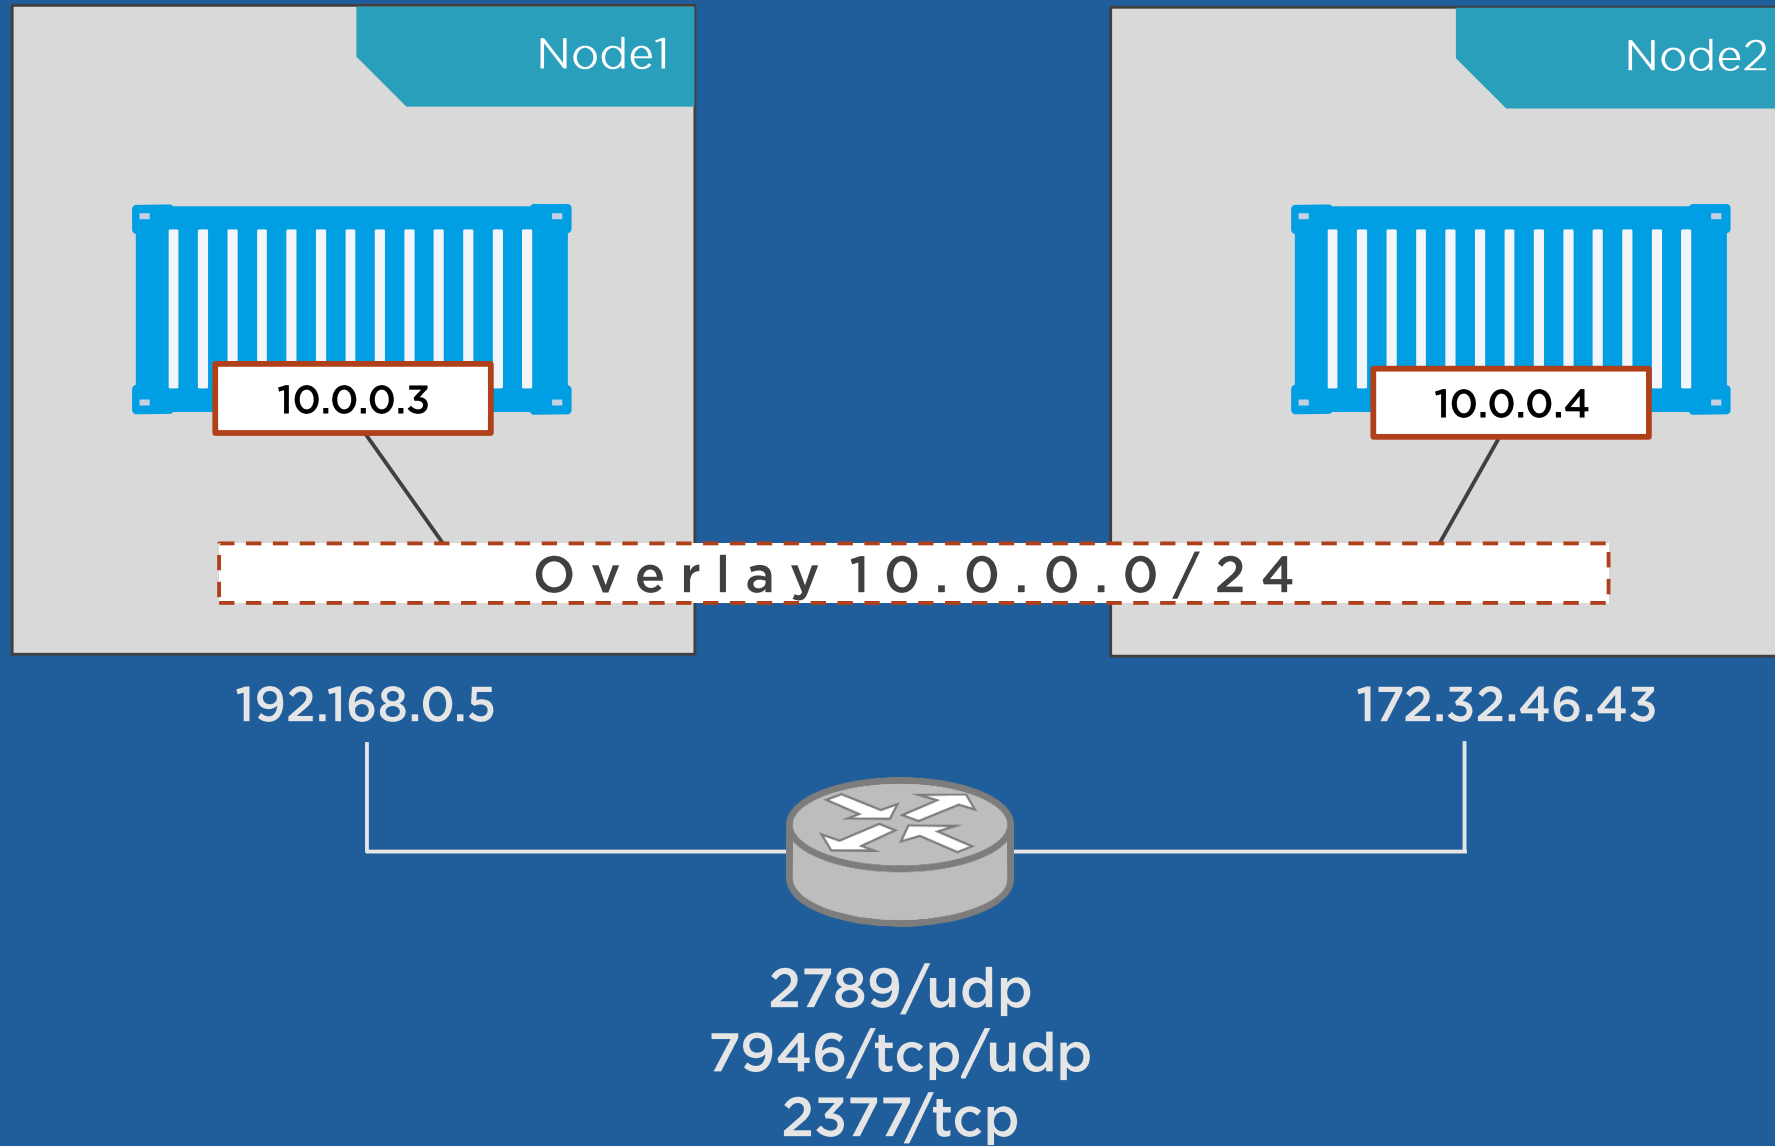 Node1
Node2
10.0.0.3
10.0.0.4
Overlay 10.0.0.0/24
192.168.0.5
172.32.46.43
2789/udp
7946/tcp/udp
2377/tcp